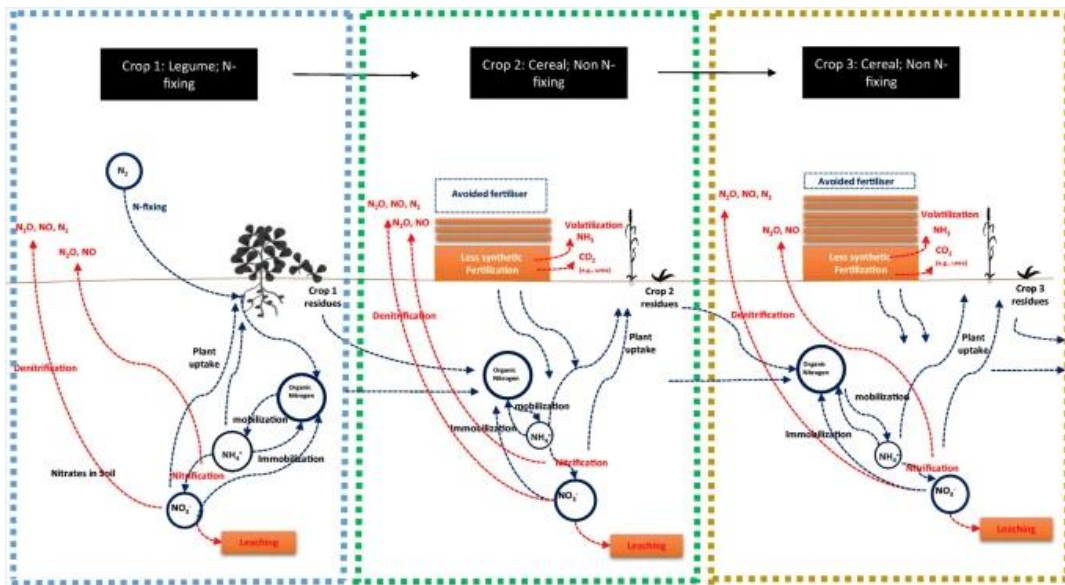 Crop 1: Legume; N-
fixing
N₂
N-fixing
N₂O, NO, N₂
N₂O, NO
Crop 1
residues
Denitrification
Plant
uptake
Organic
Nitrogen
mobilization
NH₄⁺
Immobilization
Nitrates in Soil
Nitrification
NO₃⁻
Leaching
Crop 2: Cereal; Non N-
fixing
Avoided fertiliser
N₂O, NO, N₂
N₂O, NO
Volatilization
NH₃
CO₂
(e.g., urea)
Less synthetic
Fertilization
Crop 2
residues
Denitrification
Plant
uptake
Organic
Nitrogen
mobilization
Immobilization
NH₄⁺
Nitrification
NO₃⁻
Leaching
Crop 3: Cereal; Non N-
fixing
Avoided fertiliser
N₂O, NO, N₂
N₂O, NO
Volatilization
NH₃
CO₂
(e.g., urea)
Less synthetic
Fertilization
Crop 3
residues
Denitrification
Plant
uptake
Organic
Nitrogen
mobilization
Immobilization
NH₄⁺
Nitrification
NO₃⁻
Leaching